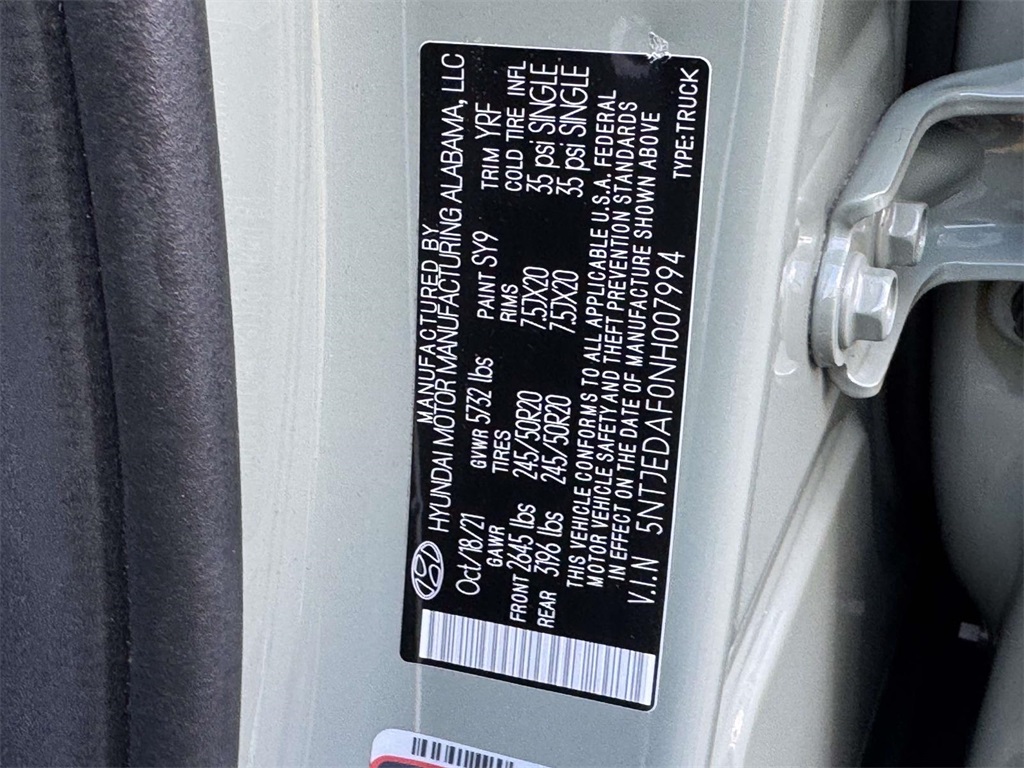 MANUFACTURED BY
HYUNDAI MOTOR MANUFACTURING ALABAMA, LLC
Oct/18/21 GVWR 5732 lbs PAINT SY9 TRIM YRF
GAWR TIRES RIMS COLD TIRE INFL
FRONT 2645 lbs 245/50R20 7.5JX20 35 psi SINGLE
REAR 3196 lbs 245/50R20 7.5JX20 35 psi SINGLE
THIS VEHICLE CONFORMS TO ALL APPLICABLE U.S.A. FEDERAL
MOTOR VEHICLE SAFETY AND THEFT PREVENTION STANDARDS
IN EFFECT ON THE DATE OF MANUFACTURE SHOWN ABOVE
V.I.N 5NTJEDAF0NH007994 TYPE:TRUCK